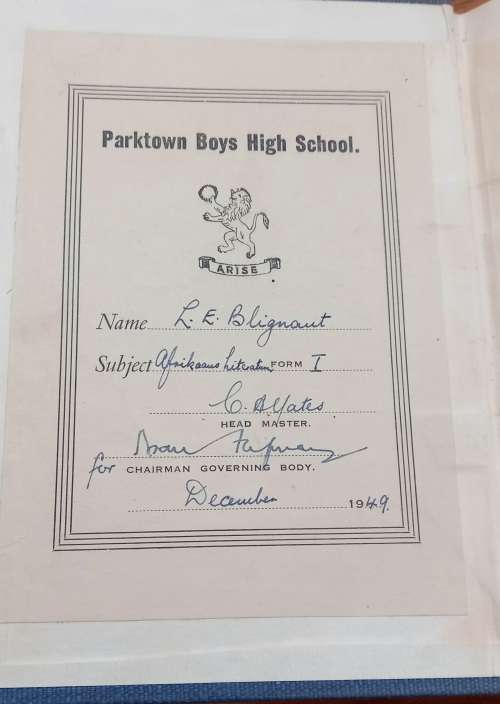 Parktown Boys High School.
ARISE
Name L. E. Blignaut
Subject Afrikaans Literature FORM I
C. A. Yates
HEAD MASTER.
for CHAIRMAN GOVERNING BODY.
December 1949.